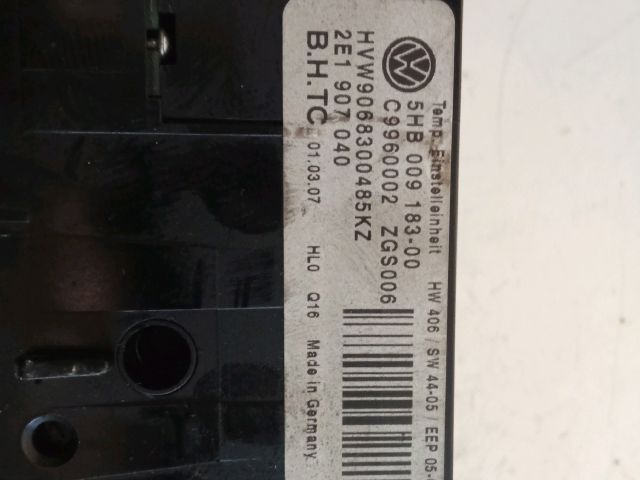 Temp. Einstelleinheit HW 406 / SW 44-05 / EEP 05-
5HB 009 183-00
C9960002 ZGS006
HVW9068300485KZ
2E1 907 040
B.H.TC 01.03.07 HL0 Q16 Made in Germany